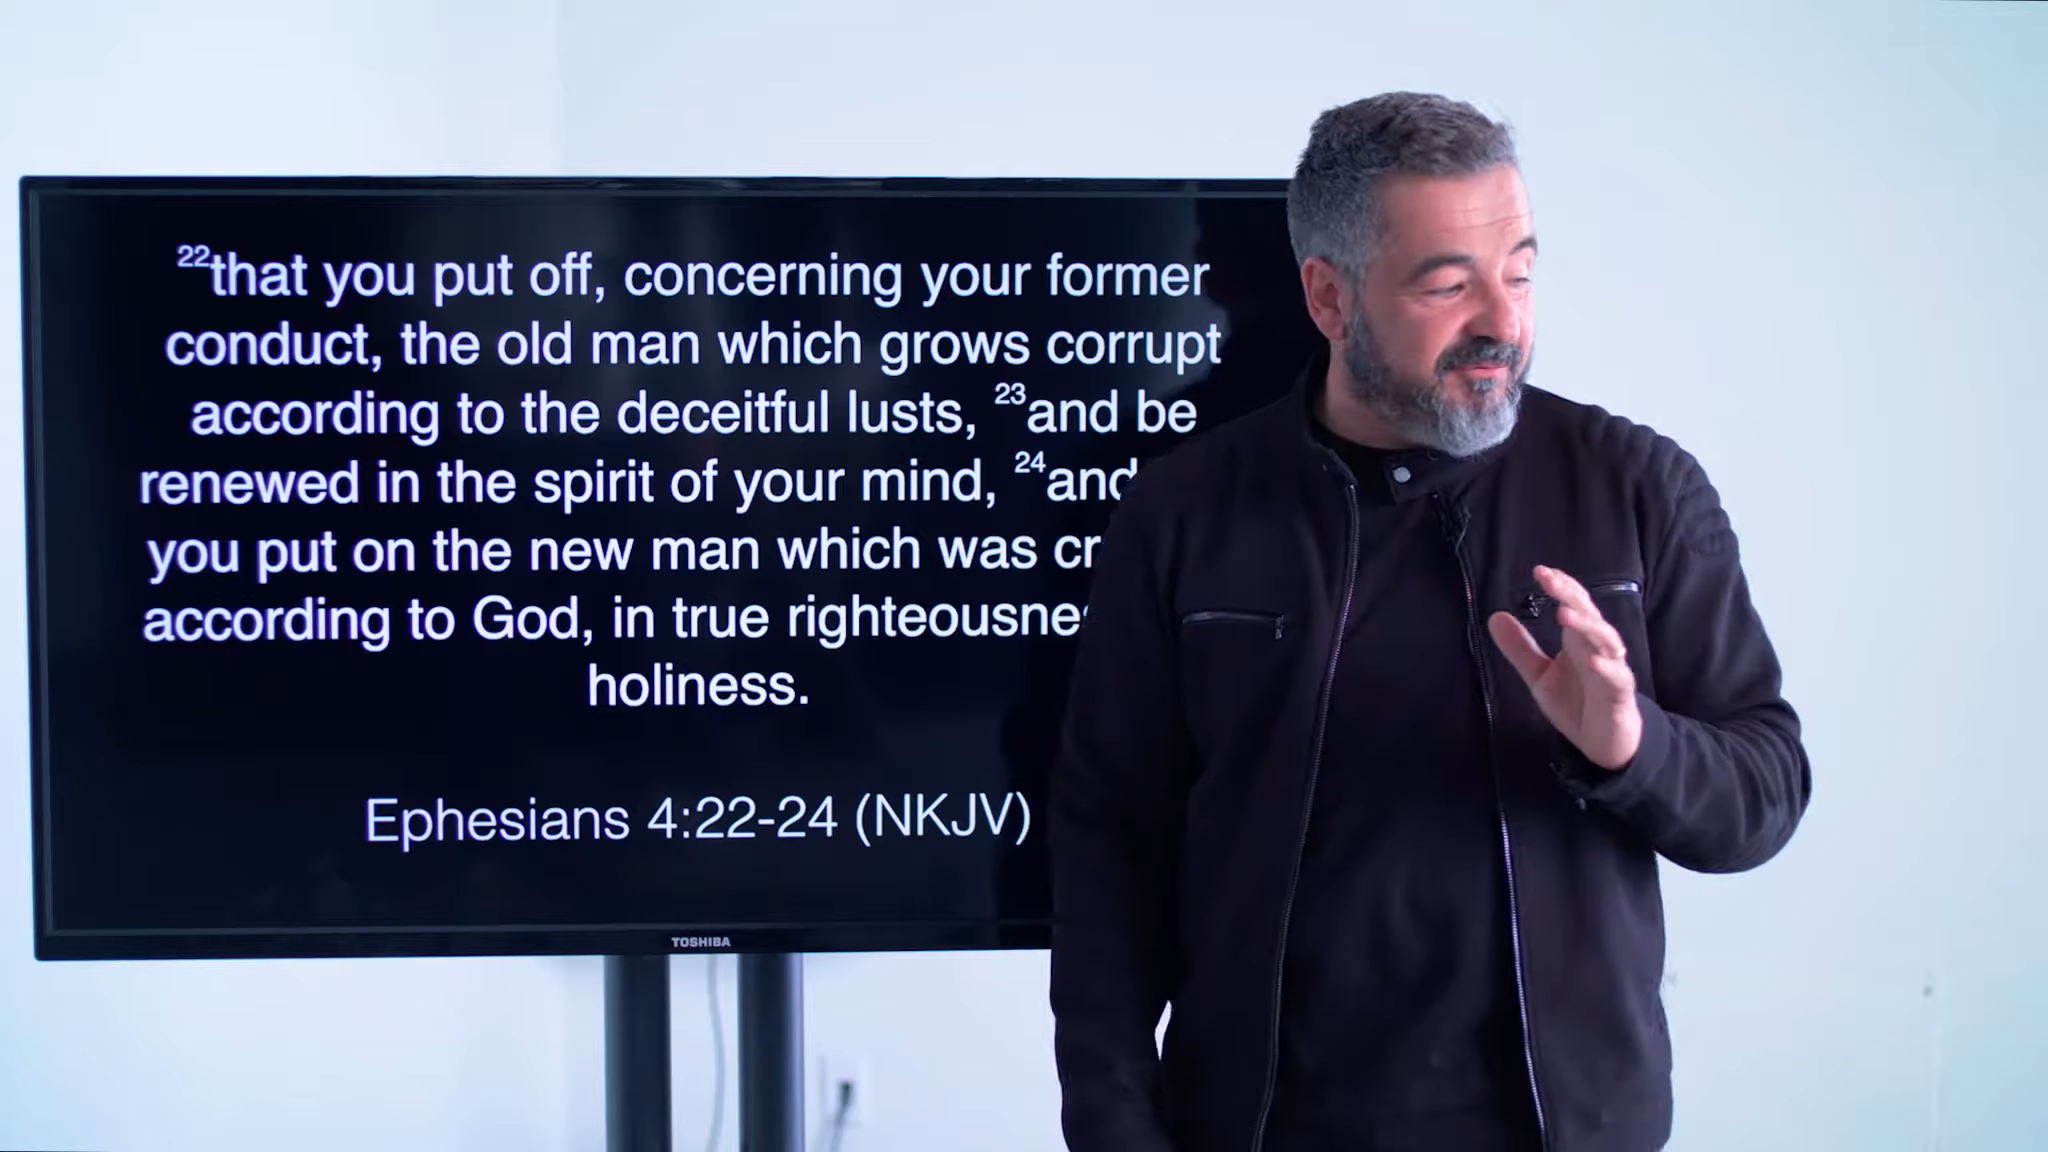 22that you put off, concerning your former
conduct, the old man which grows corrupt
according to the deceitful lusts, 23and be
renewed in the spirit of your mind, 24and
you put on the new man which was
according to God, in true
holiness.
Ephesians 4:22-24 (NKJV)
TOSHIBA